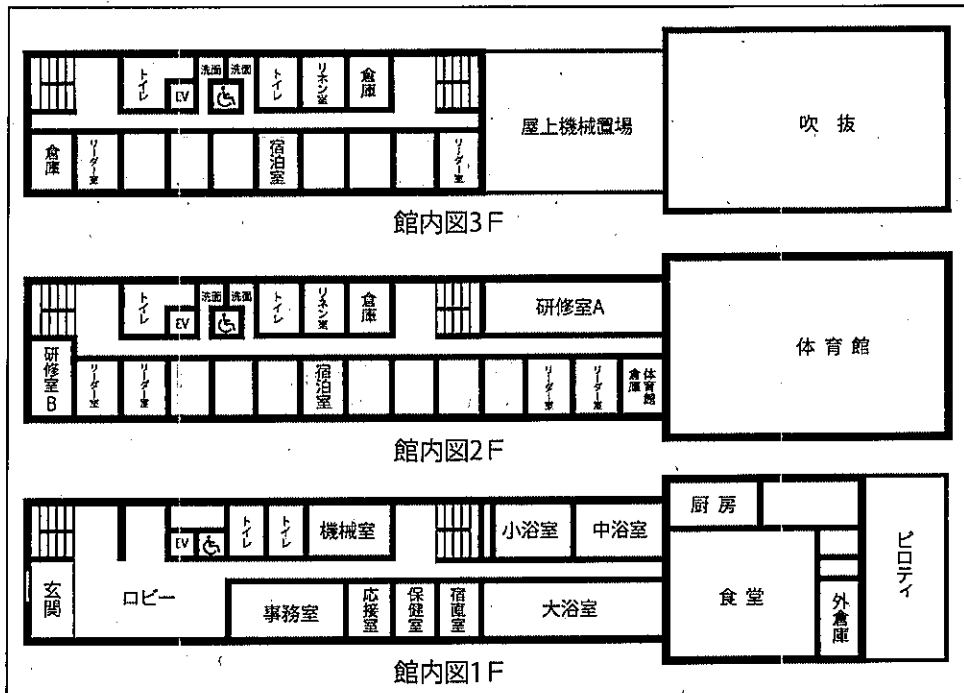 トイレ
EV
洗面
洗面
トイレ
リネン室
倉庫
屋上機械置場
吹 抜
倉庫
リーダー室
宿泊室
リーダー室
館内図3F
トイレ
EV
洗面
洗面
トイレ
リネン室
倉庫
研修室A
体 育 館
研修室B
リーダー室
リーダー室
宿泊室
リーダー室
リーダー室
体育館倉庫
館内図2F
EV
トイレ
トイレ
機械室
小浴室
中浴室
厨 房
ピロティ
玄関
ロビー
事務室
応接室
保健室
宿直室
大浴室
食 堂
外倉庫
館内図1F